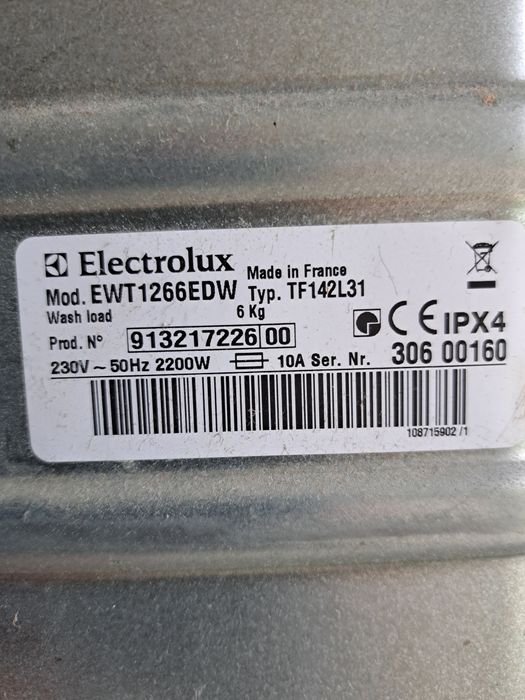 Electrolux Made in France
Mod. EWT1266EDW Typ. TF142L31
Wash load 6 Kg
Prod. N° 913217226 00 CE IPX4
230V ~ 50Hz 2200W 10A Ser. Nr. 306 00160
108715902 /1